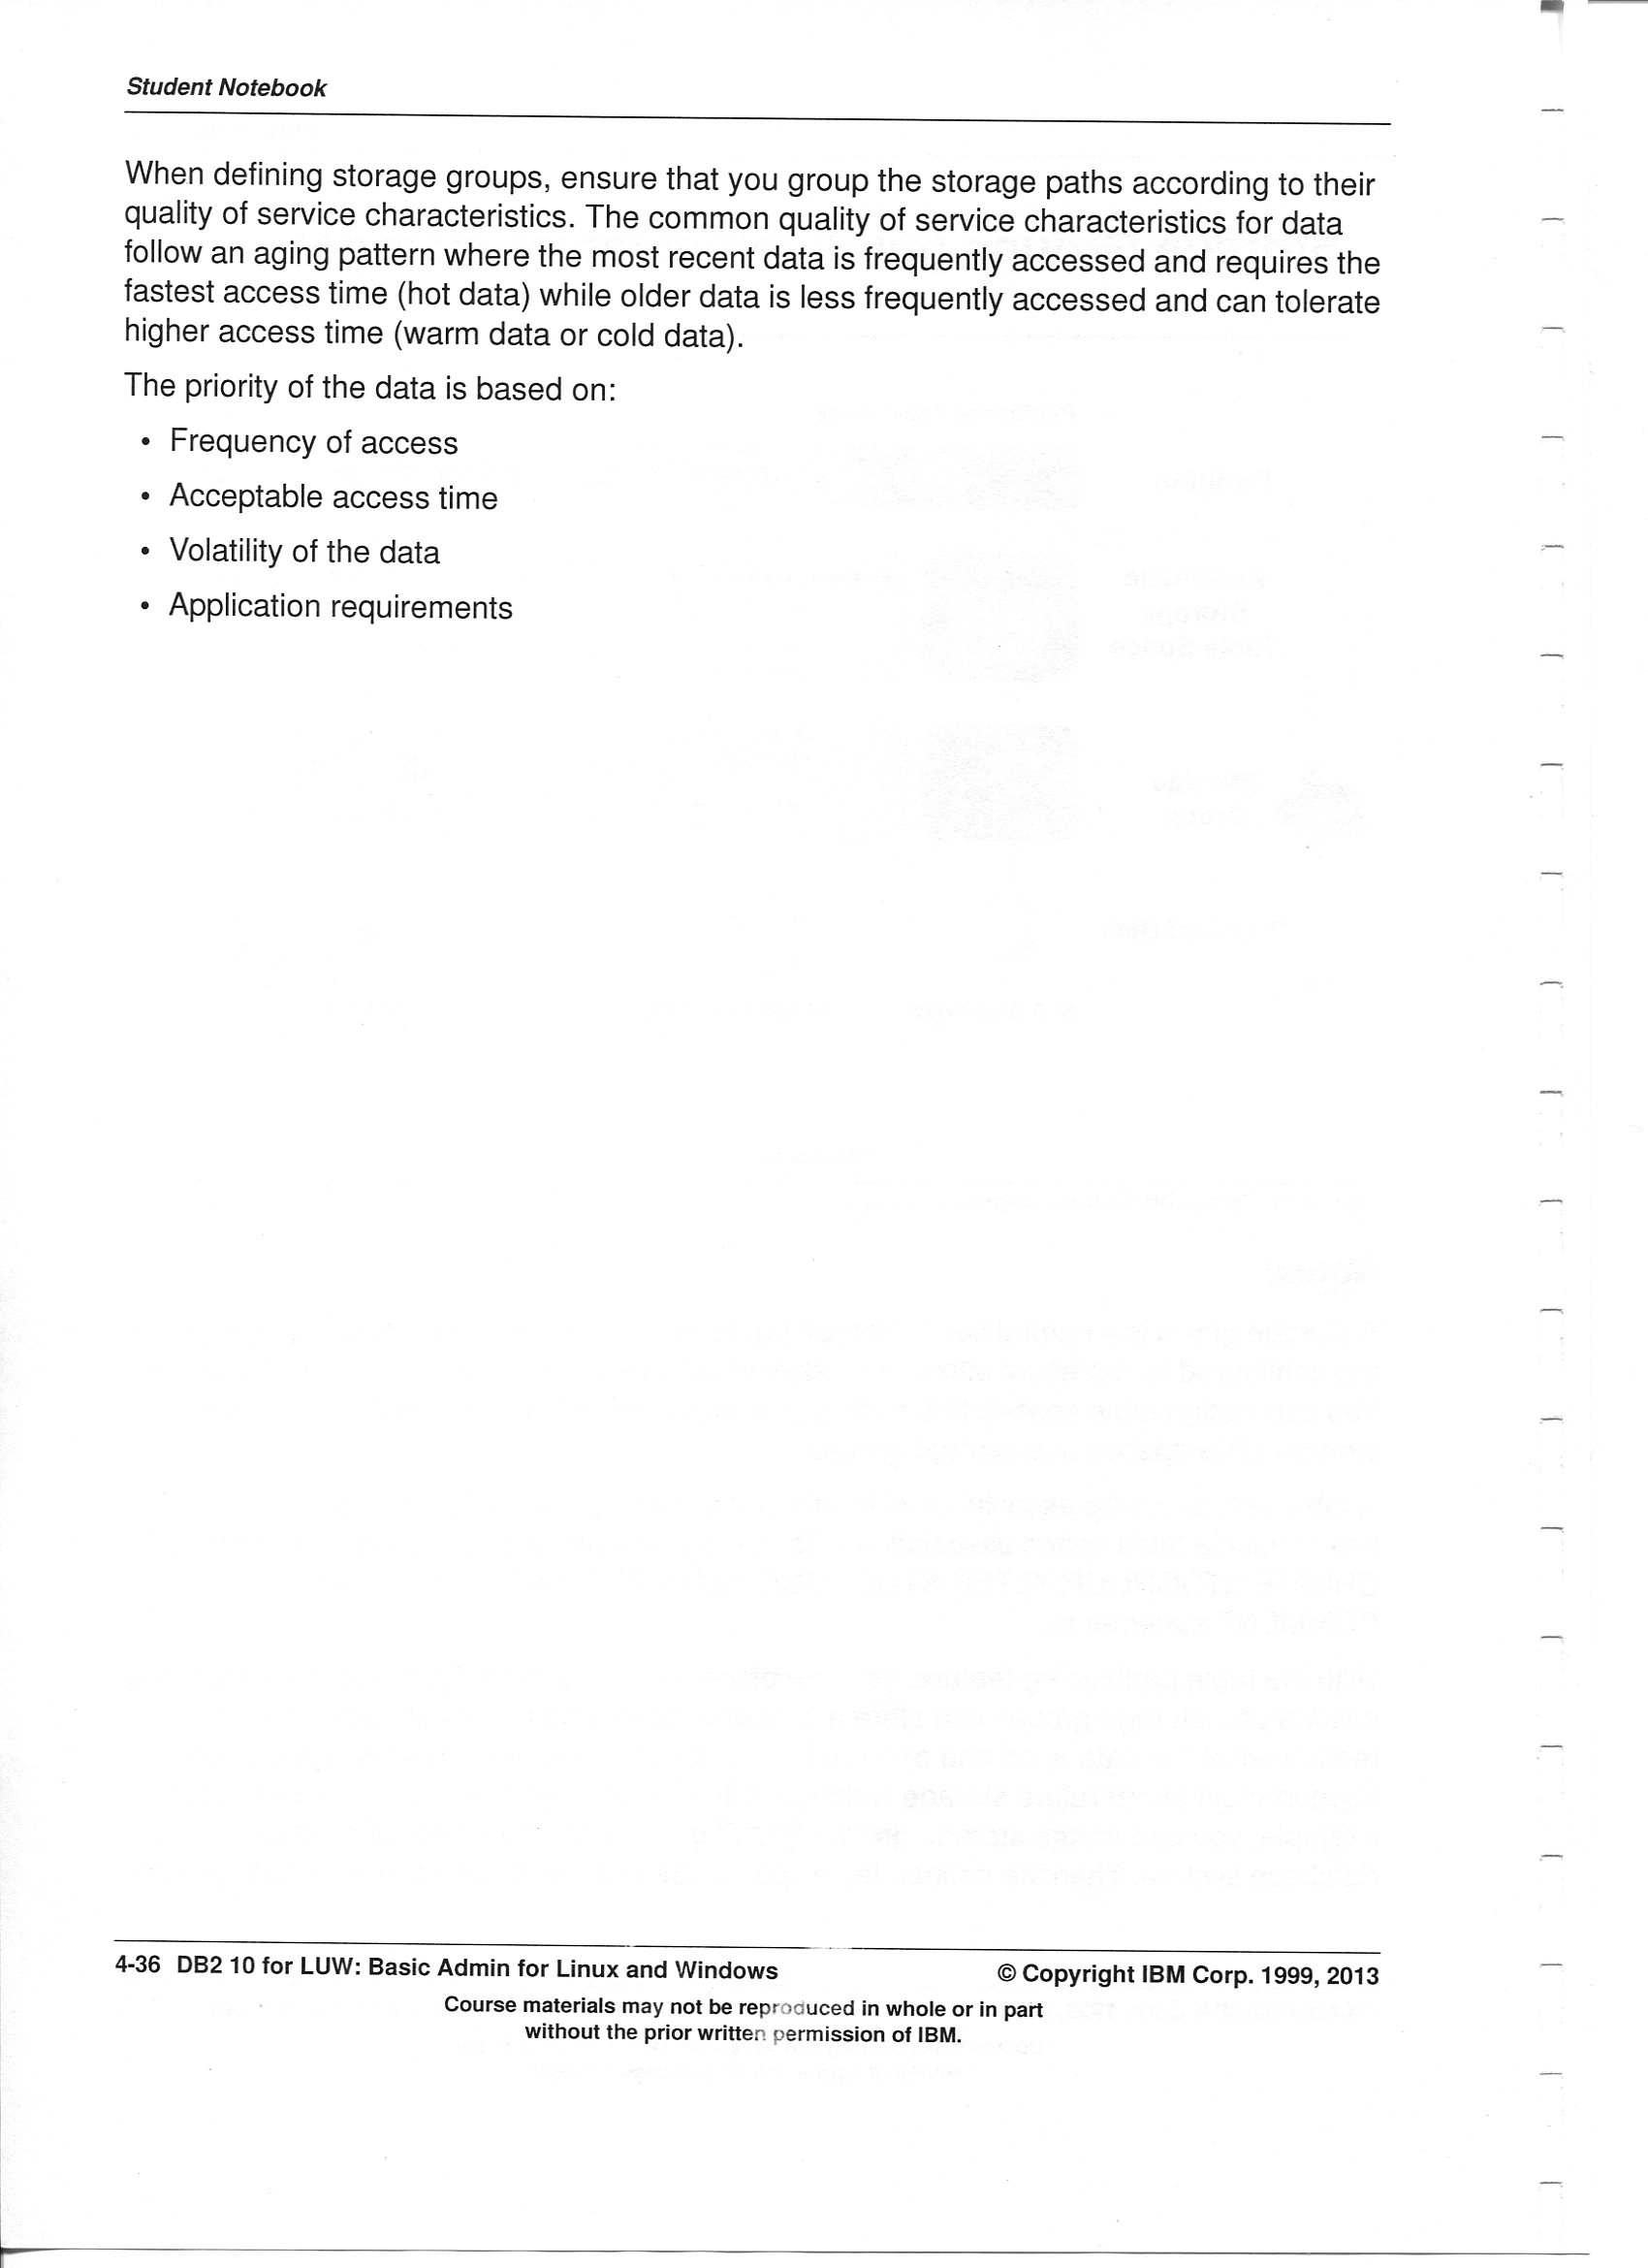 Student Notebook
When defining storage groups, ensure that you group the storage paths according to their
quality of service characteristics. The common quality of service characteristics for data
follow an aging pattern where the most recent data is frequently accessed and requires the
fastest access time (hot data) while older data is less frequently accessed and can tolerate
higher access time (warm data or cold data).
The priority of the data is based on:
• Frequency of access
• Acceptable access time
• Volatility of the data
• Application requirements
4-36 DB2 10 for LUW: Basic Admin for Linux and Windows © Copyright IBM Corp. 1999, 2013
Course materials may not be reproduced in whole or in part
without the prior written permission of IBM.